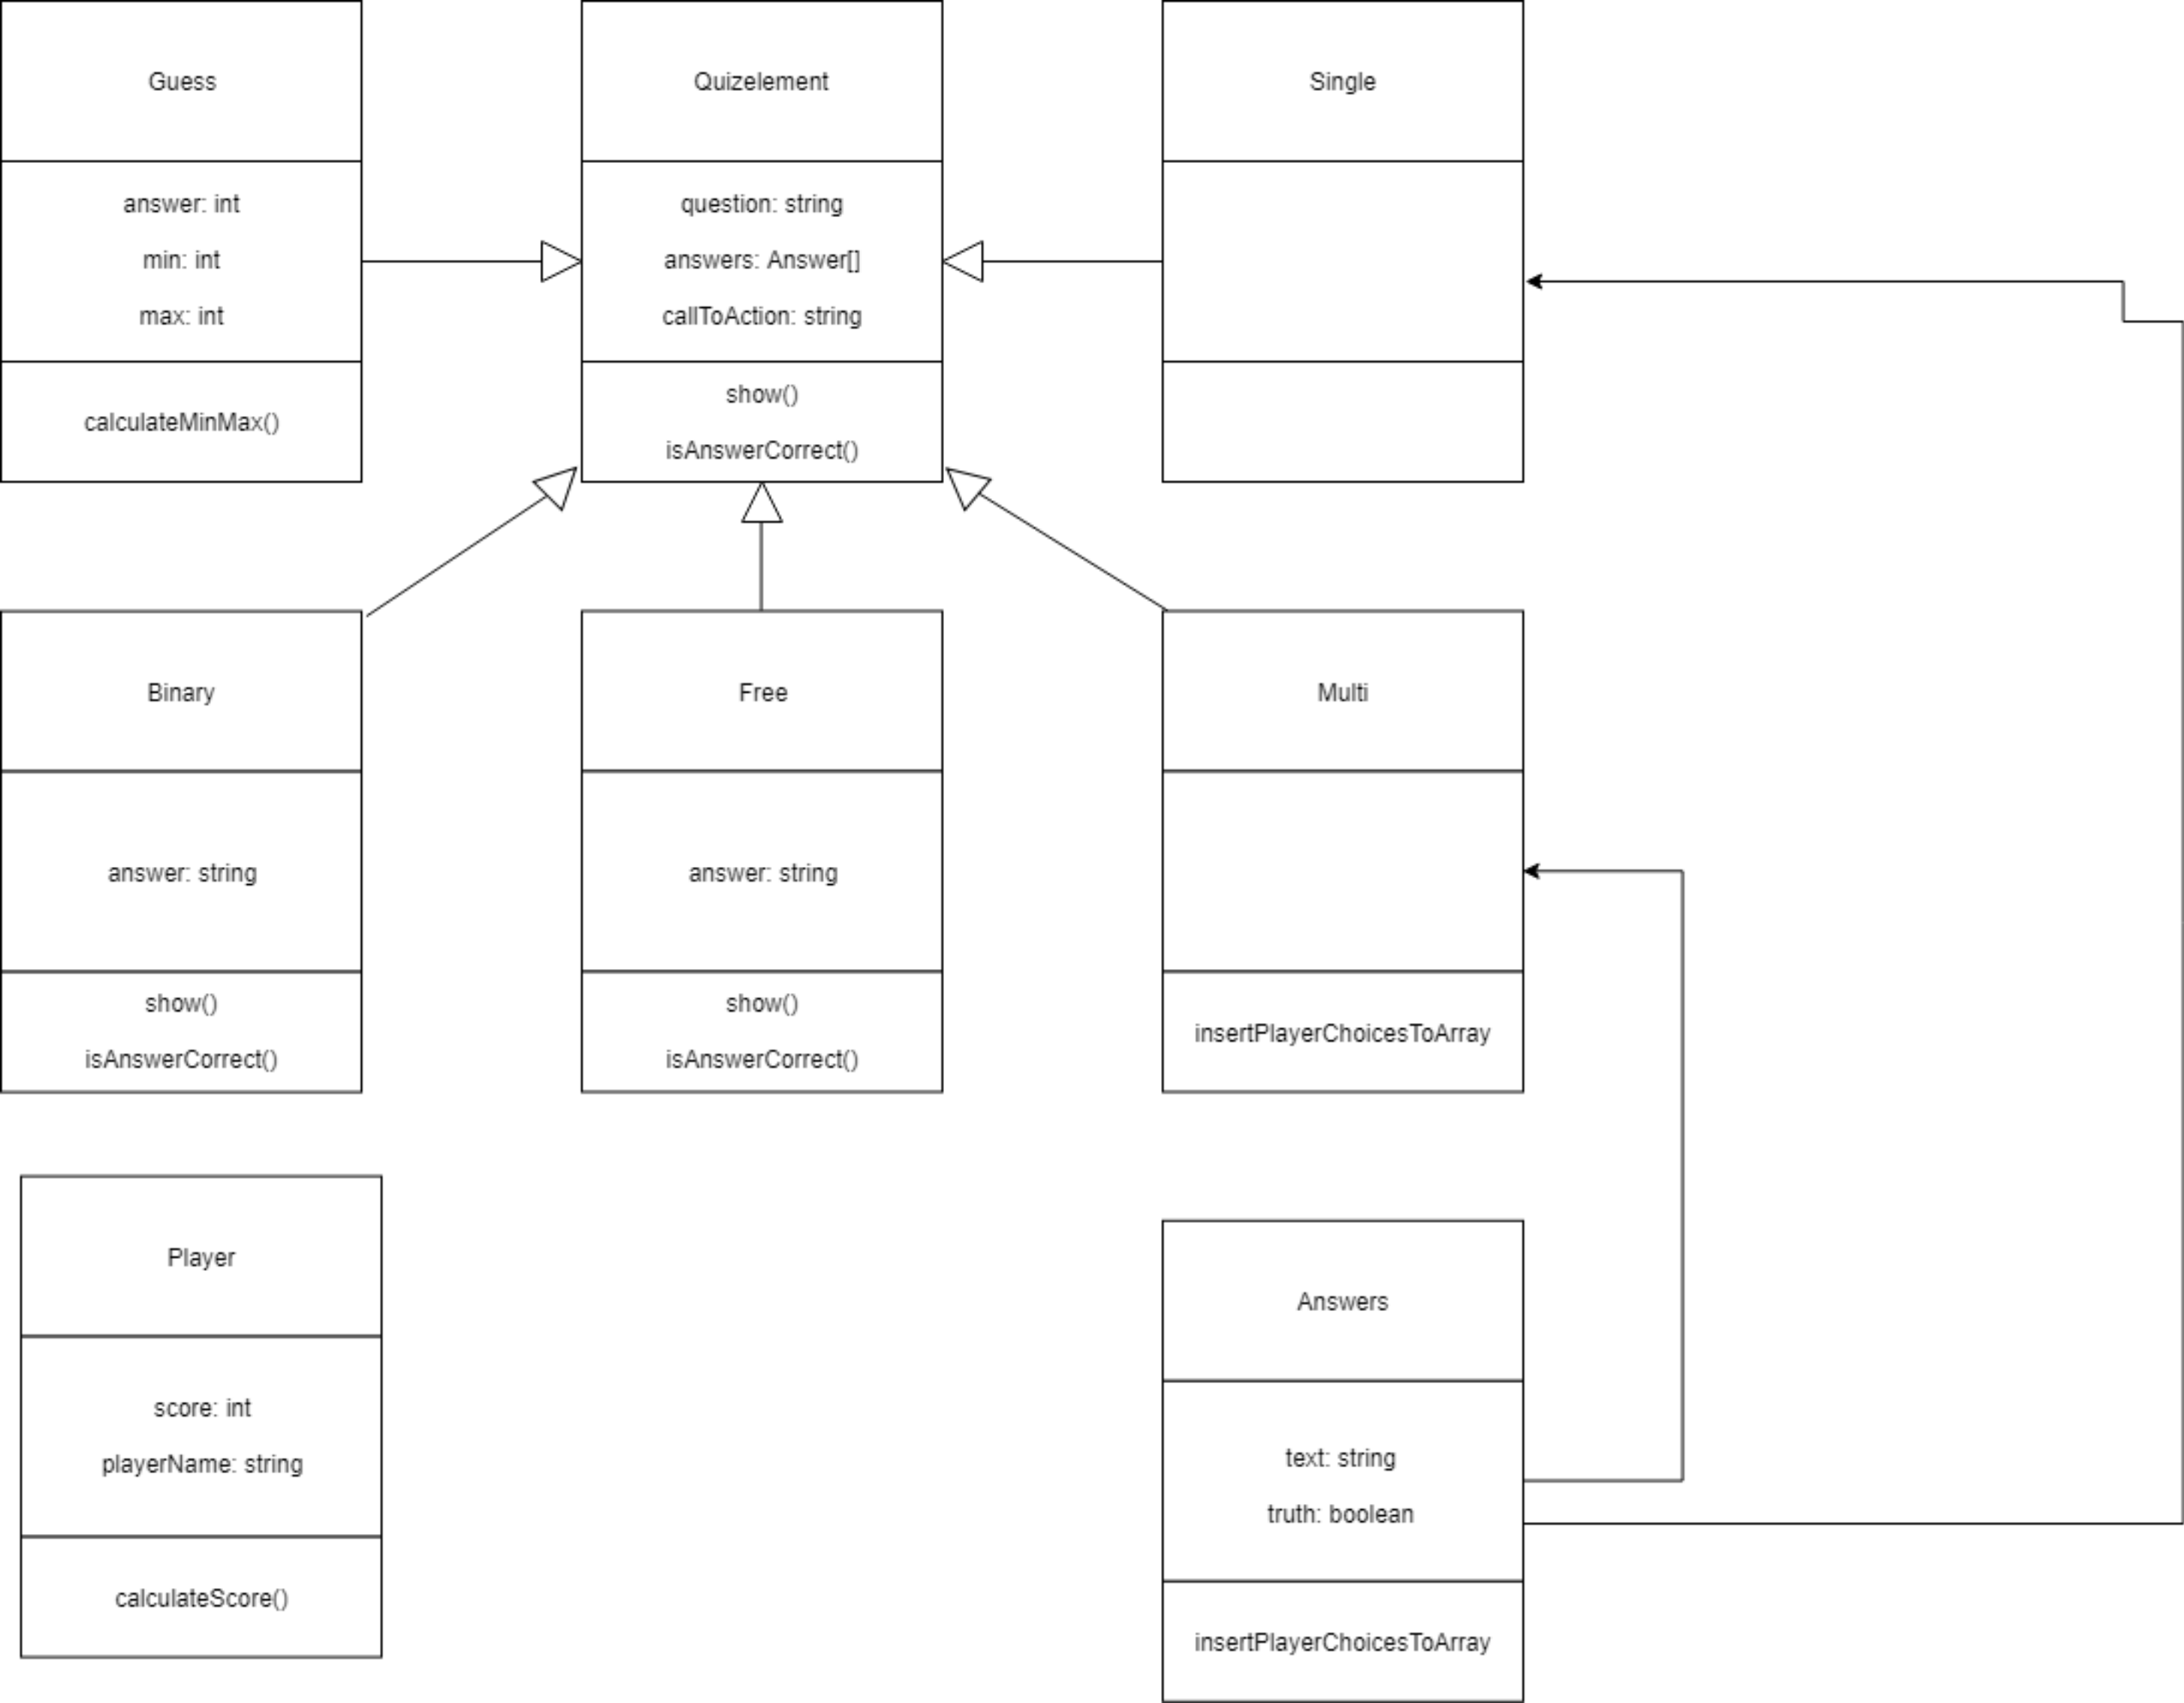 Guess
answer: int
min: int
max: int
calculateMinMax()
Quizelement
question: string
answers: Answer[]
callToAction: string
show()
isAnswerCorrect()
Single
Binary
answer: string
show()
isAnswerCorrect()
Free
answer: string
show()
isAnswerCorrect()
Multi
insertPlayerChoicesToArray
Player
score: int
playerName: string
calculateScore()
Answers
text: string
truth: boolean
insertPlayerChoicesToArray